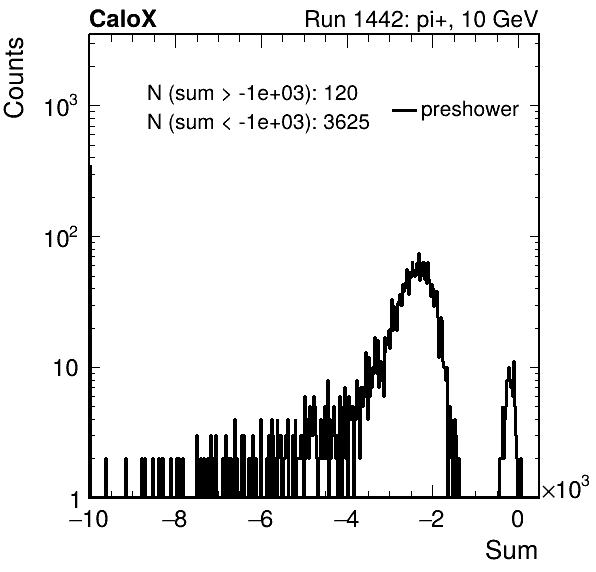 CaloX Run 1442: pi+, 10 GeV
Counts
N (sum > -1e+03): 120
N (sum < -1e+03): 3625
preshower
10³
10²
10
1
−10 −8 −6 −4 −2 0
×10³
Sum